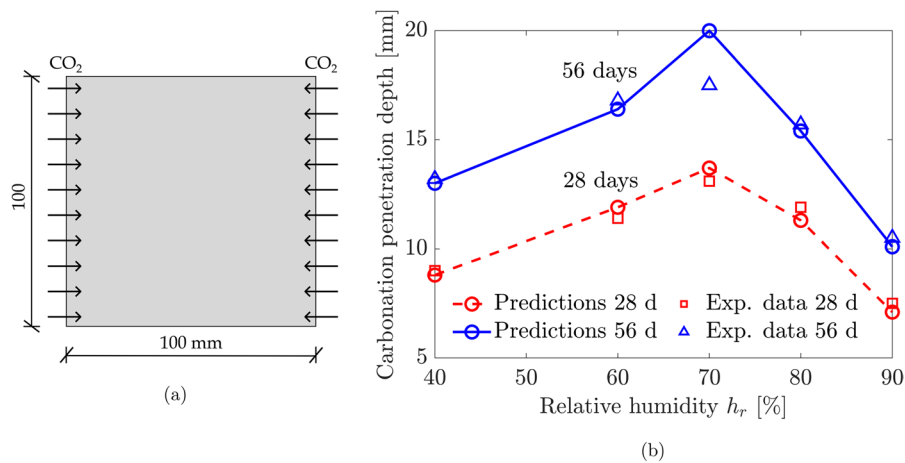 CO2
CO2
100
100 mm
(a)
Carbonation penetration depth [mm]
20
15
10
5
56 days
28 days
Predictions 28 d
Exp. data 28 d
Predictions 56 d
Exp. data 56 d
40
50
60
70
80
90
Relative humidity hr [%]
(b)